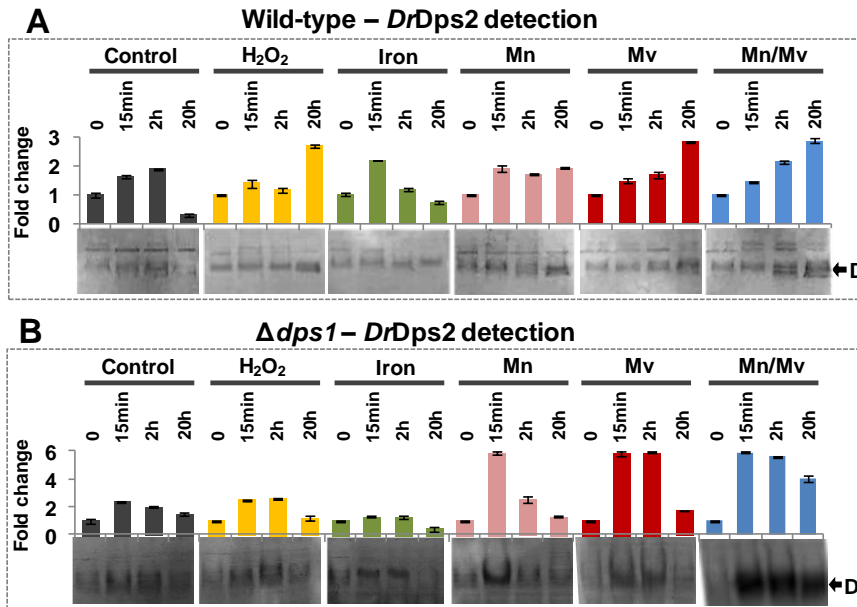 A
Wild-type – DrDps2 detection
Control H₂O₂ Iron Mn Mv Mn/Mv
0 15min 2h 20h 0 15min 2h 20h 0 15min 2h 20h 0 15min 2h 20h 0 15min 2h 20h 0 15min 2h 20h
Fold change
3
2
1
0
D
B
Δdps1 – DrDps2 detection
Control H₂O₂ Iron Mn Mv Mn/Mv
0 15min 2h 20h 0 15min 2h 20h 0 15min 2h 20h 0 15min 2h 20h 0 15min 2h 20h 0 15min 2h 20h
Fold change
6
4
2
0
D